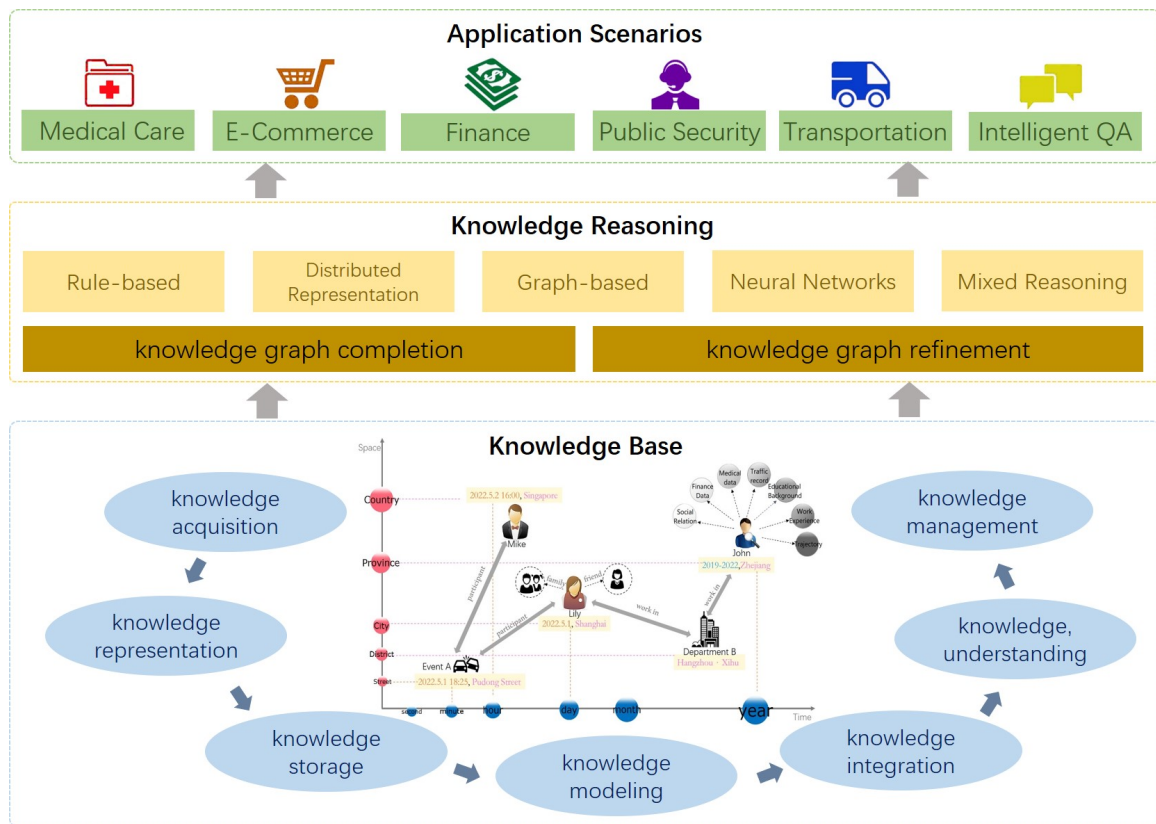 Application Scenarios
Medical Care
E-Commerce
Finance
Public Security
Transportation
Intelligent QA
Knowledge Reasoning
Rule-based
Distributed
Representation
Graph-based
Neural Networks
Mixed Reasoning
knowledge graph completion
knowledge graph refinement
Knowledge Base
knowledge
acquisition
knowledge
representation
knowledge
storage
knowledge
modeling
knowledge
integration
knowledge,
understanding
knowledge
management
Space
Country
Province
City
District
Street
second
minute
hour
day
month
year
Time
2022.5.2 16:00, Singapore
Mike
participant
Event A
2022.5.1 18:25, Pudong Street
participant
family
friend
Lily
2022.5.1, Shanghai
work in
Department B
Hangzhou · Xihu
work in
John
2019-2022,Zhejiang
Social
Relation
Finance
Data
Medical
data
Traffic
record
Educational
Background
Work
Experience
Trajectory